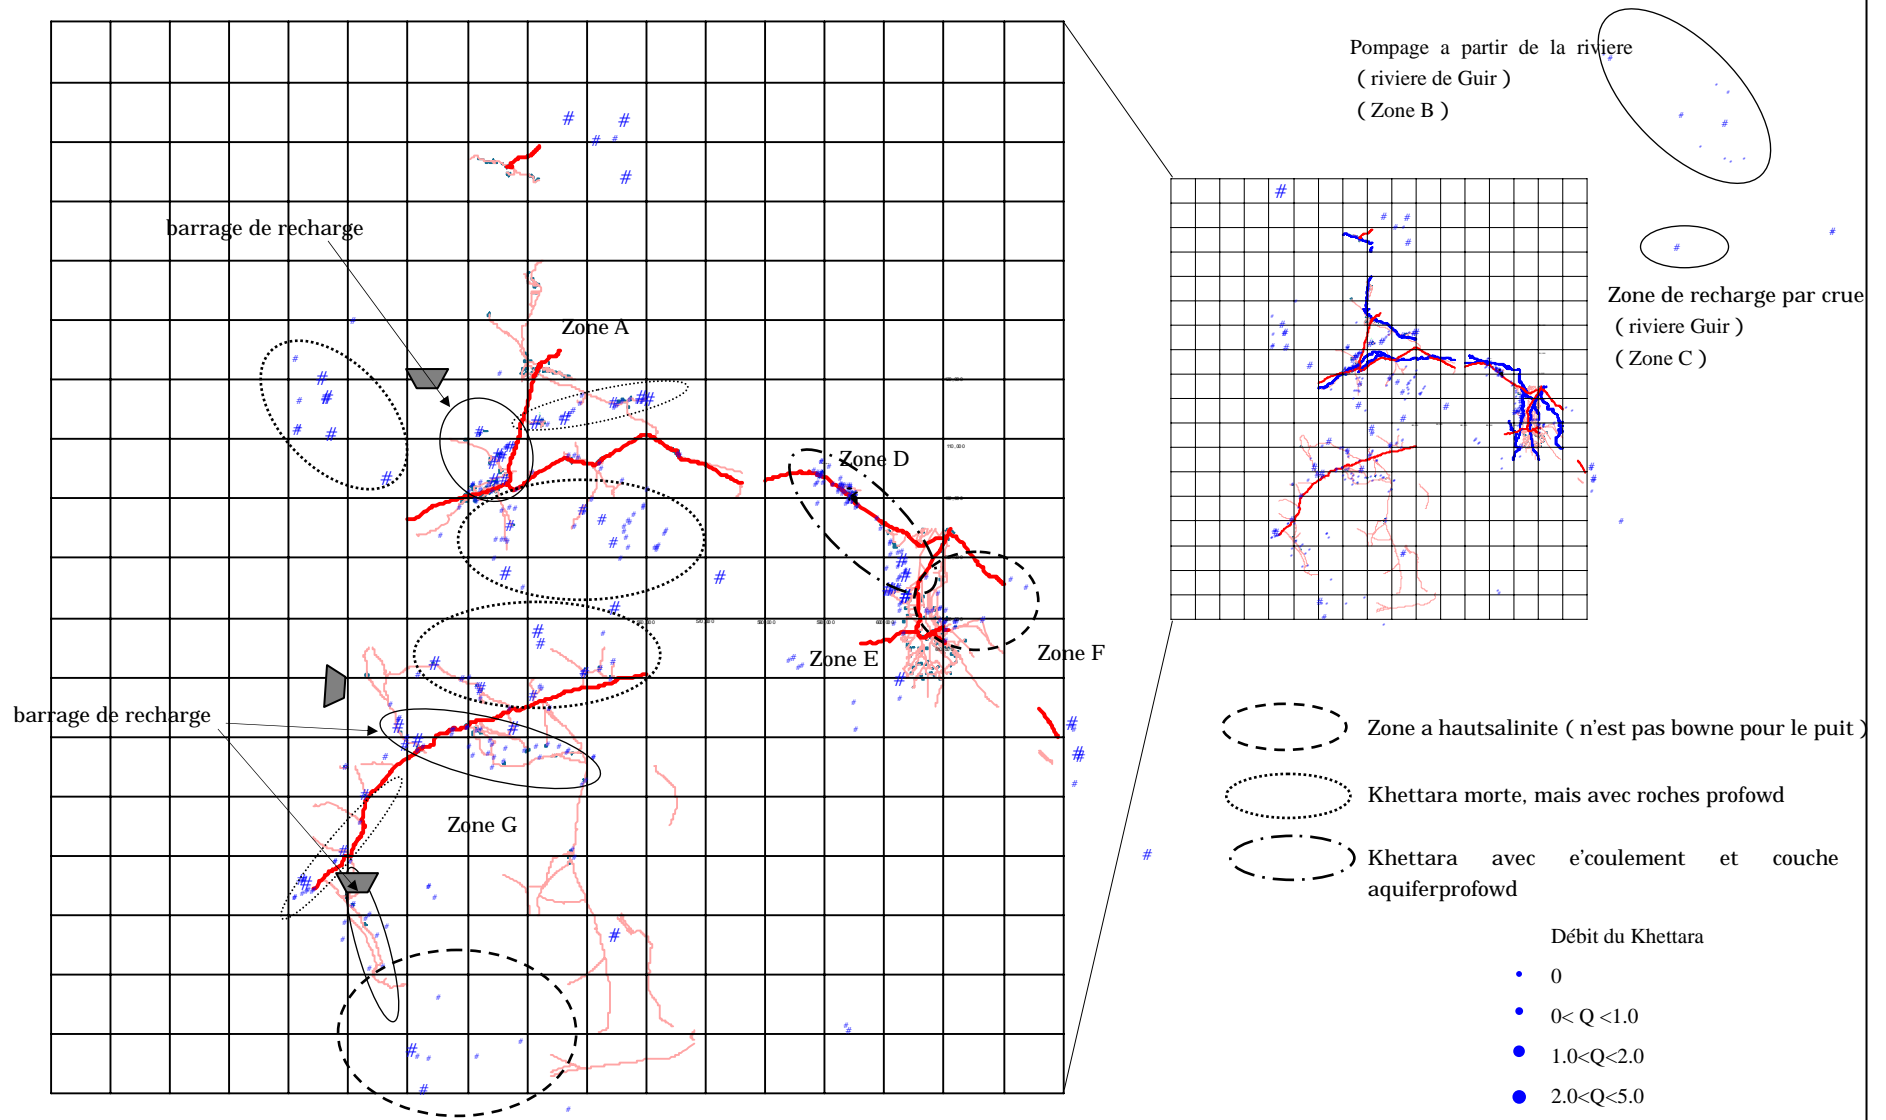 Pompage a partir de la riviere
( riviere de Guir )
( Zone B )
barrage de recharge
Zone A
Zone de recharge par crue
( riviere Guir )
( Zone C )
Zone D
Zone E
Zone F
barrage de recharge
Zone G
Zone a hautsalinite ( n'est pas bowne pour le puit )
Khettara morte, mais avec roches profowd
Khettara avec e'coulement et couche
aquiferprofowd
Débit du Khettara
0
0< Q <1.0
1.0<Q<2.0
2.0<Q<5.0